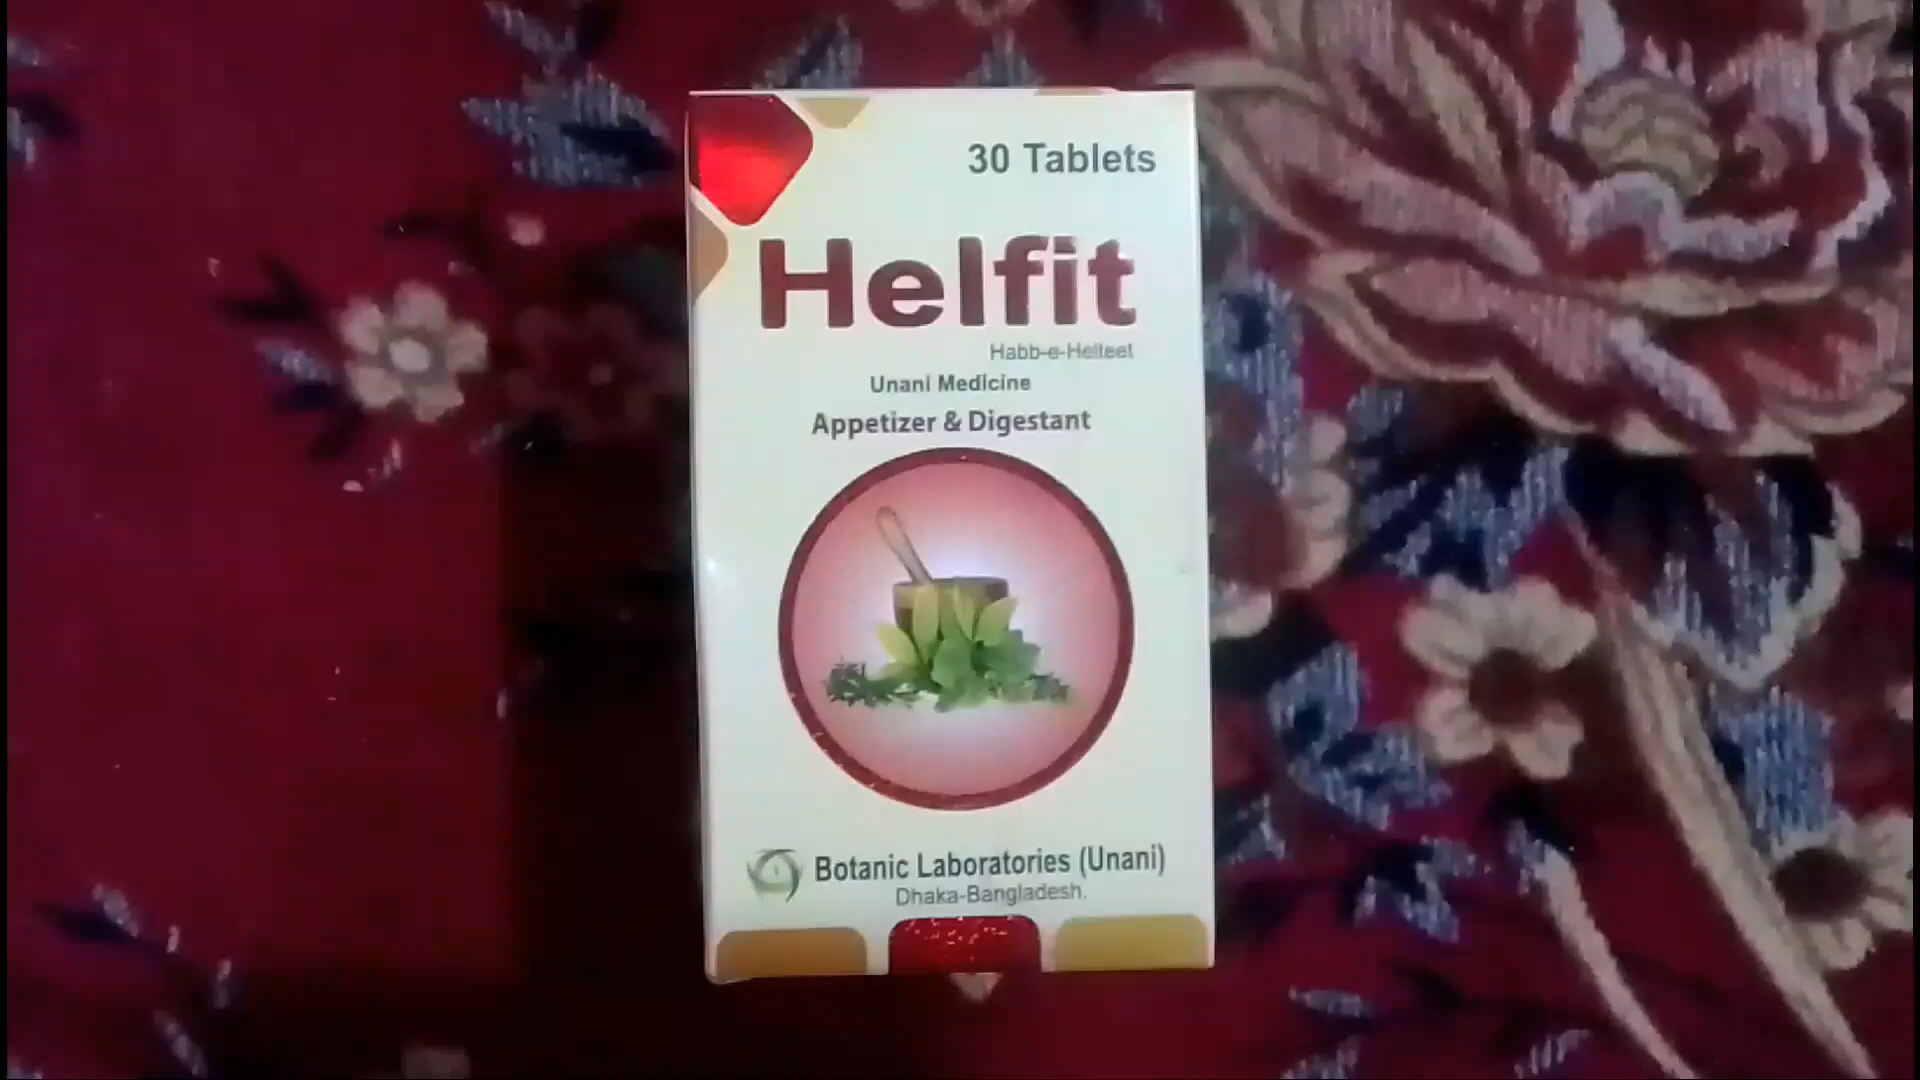 30 Tablets
Helfit
Habb-e-Helteet
Unani Medicine
Appetizer & Digestant
Botanic Laboratories (Unani)
Dhaka-Bangladesh.